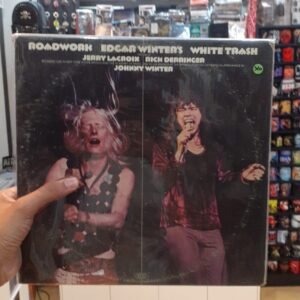 ROADWORK EDGAR WINTER'S WHITE TRASH
JERRY LACROIX RICK DERRINGER
JOHNNY WINTER